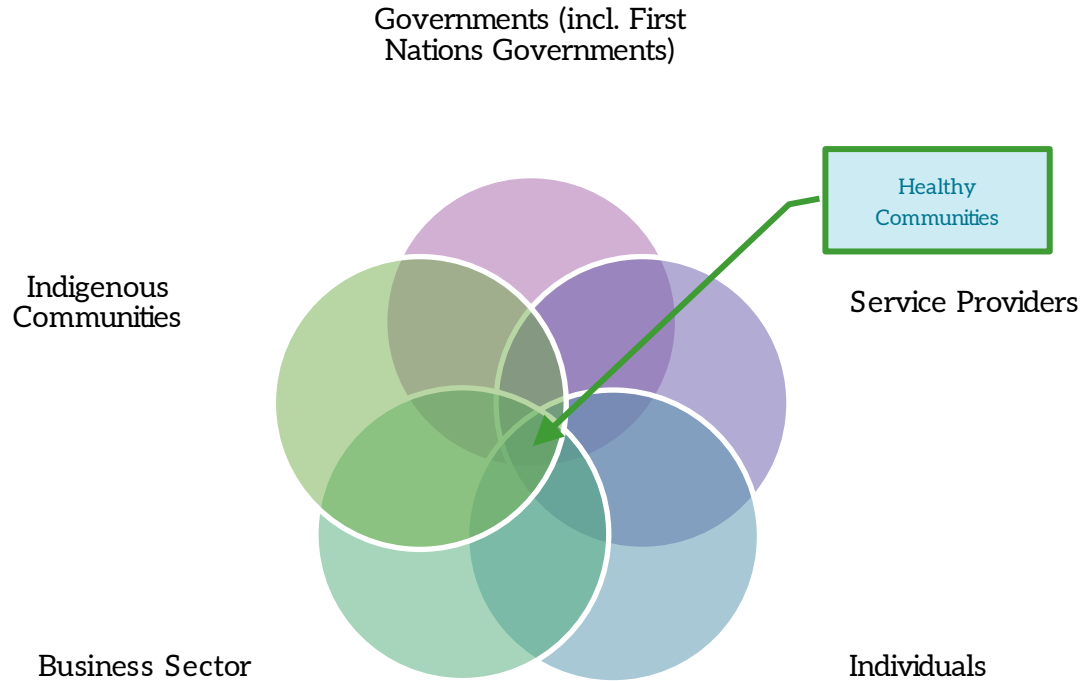 Governments (incl. First
Nations Governments)
Healthy
Communities
Indigenous
Communities
Service Providers
Business Sector
Individuals